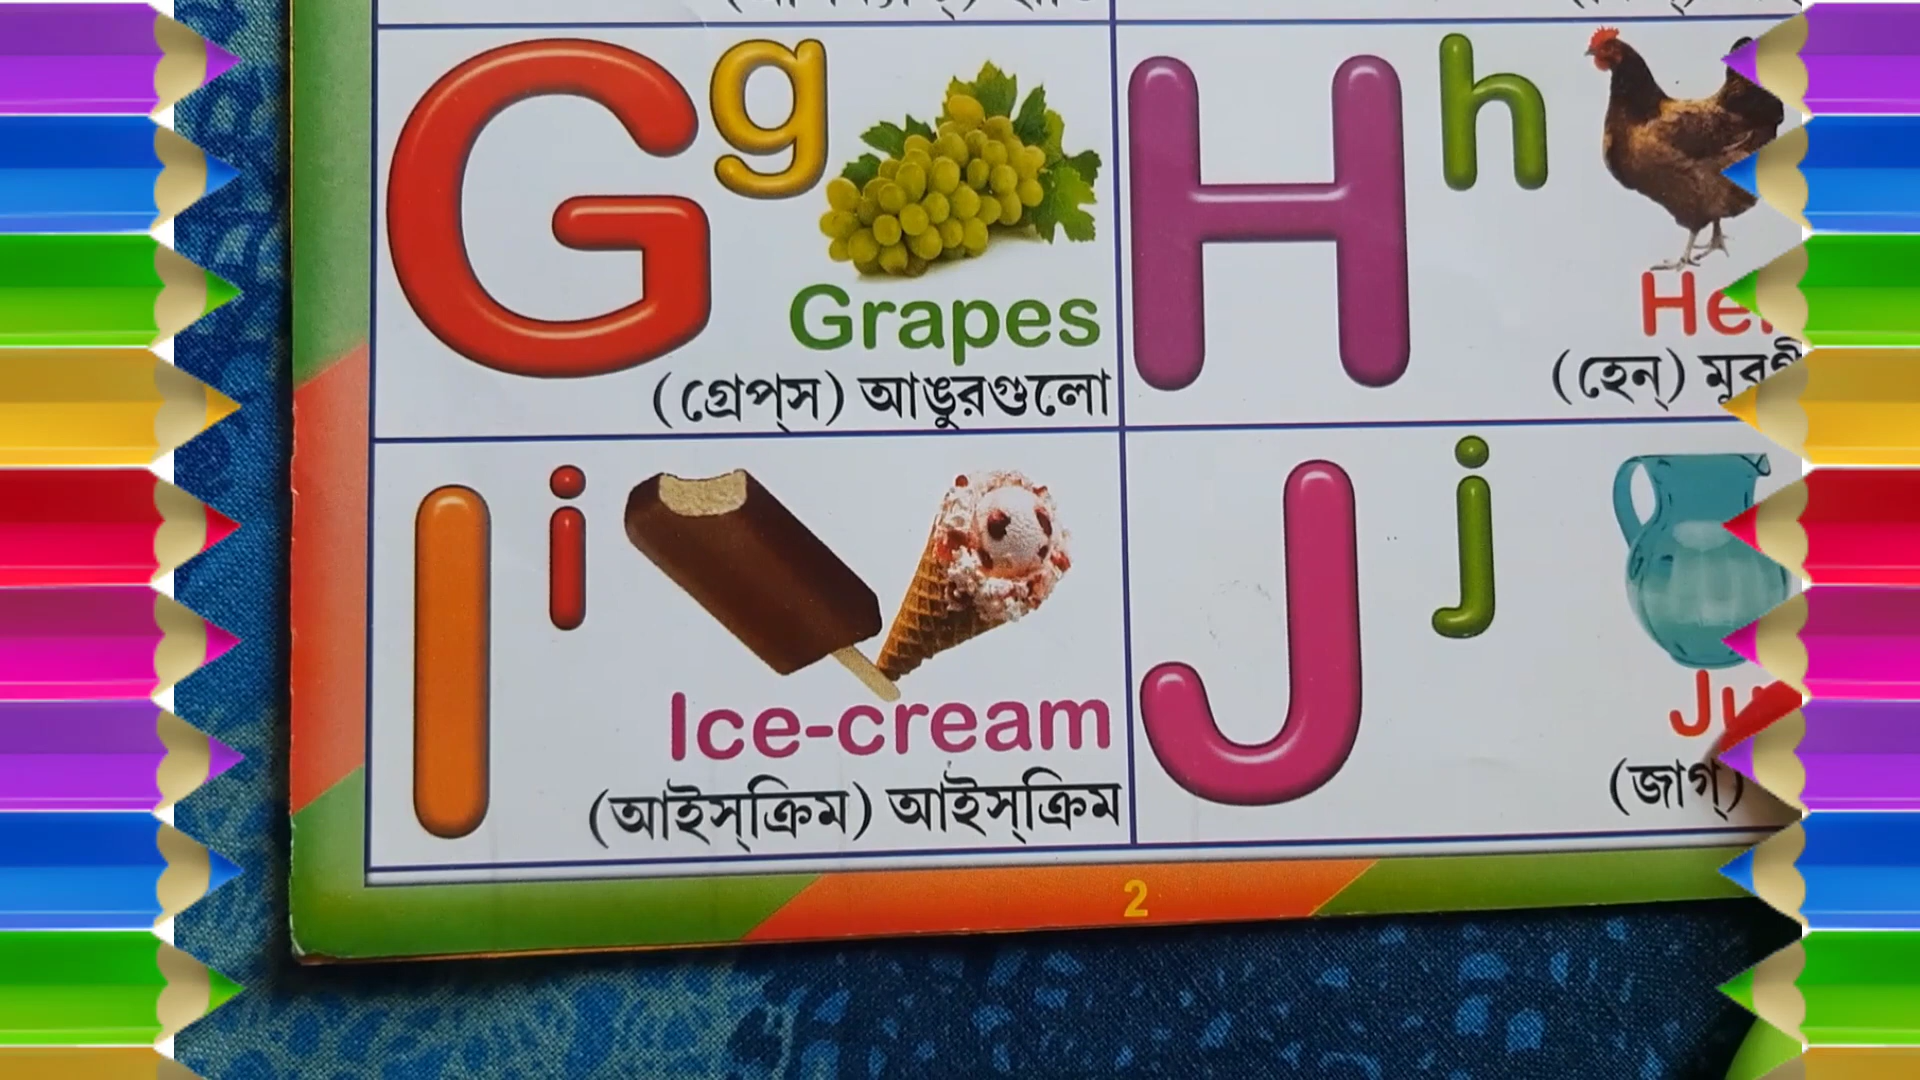 G g
Grapes
(গ্রেপ্‌স) আঙুরগুলো
H h
(হেন্)
I i
Ice-cream
(আইস্ক্রিম) আইস্ক্রিম
J j
(জাগ্)
2